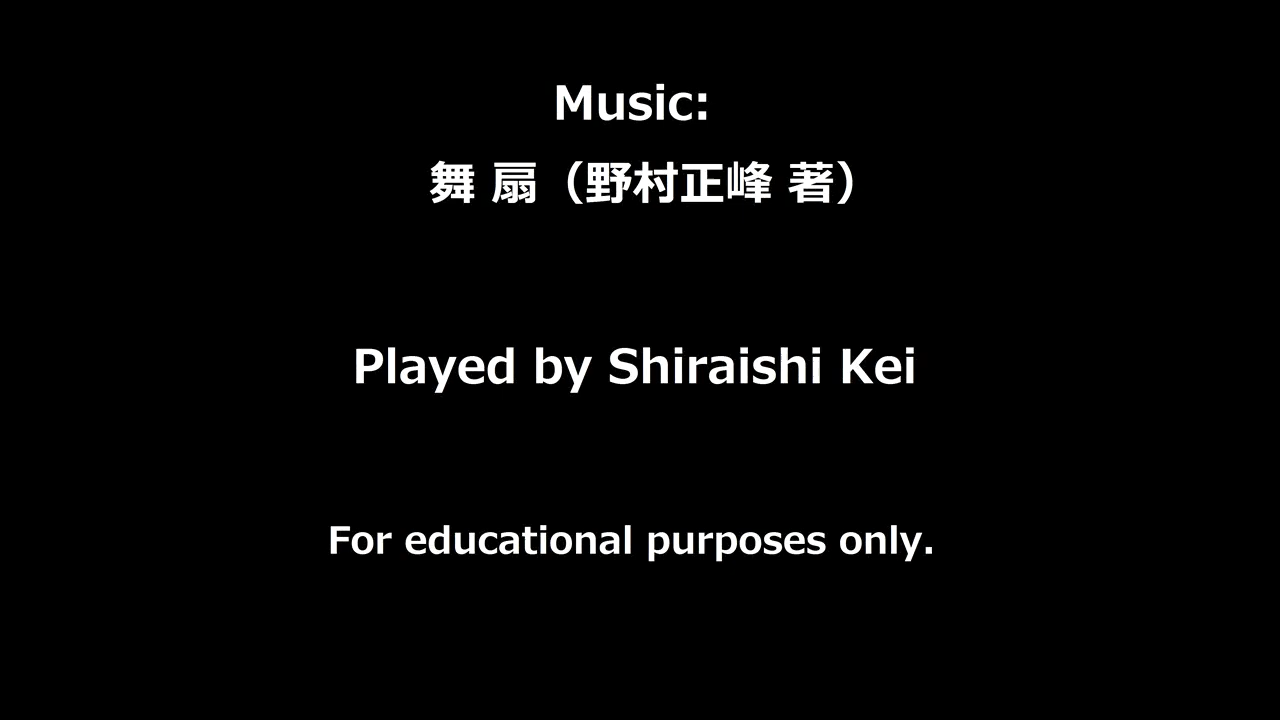 Music:
舞 扇（野村正峰 著）
Played by Shiraishi Kei
For educational purposes only.